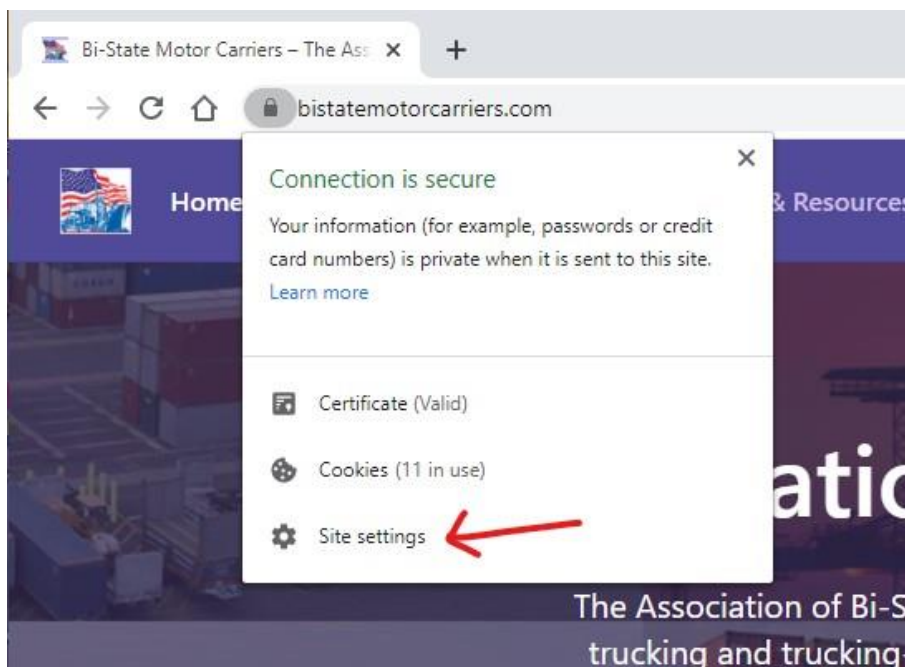 Bi-State Motor Carriers – The Ass
bistatemotorcarriers.com
Home
& Resources
Connection is secure
Your information (for example, passwords or credit
card numbers) is private when it is sent to this site.
Learn more
Certificate (Valid)
Cookies (11 in use)
Site settings
atio
The Association of Bi-S
trucking and trucking-